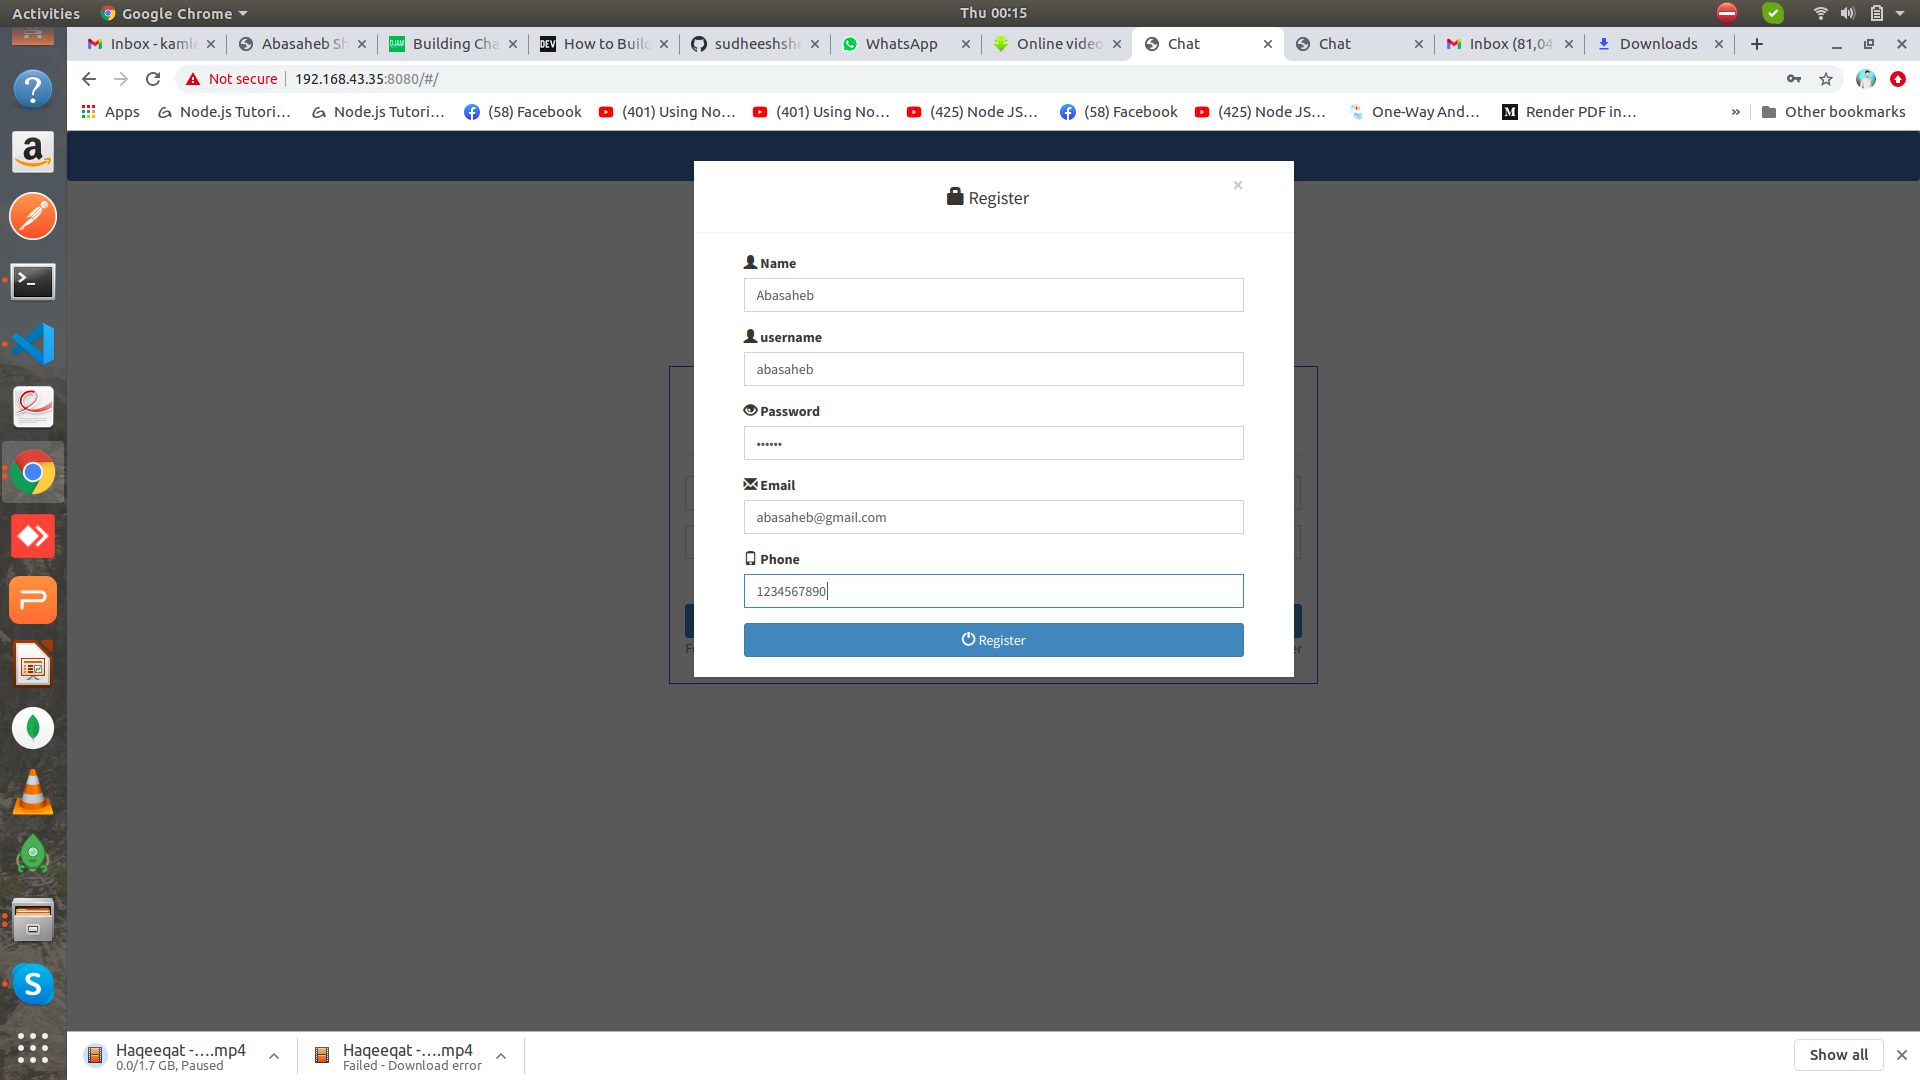 Activities Google Chrome Thu 00:15
Inbox - kaml Abasaheb Sh Building Cha How to Build sudheeshshe WhatsApp Online video Chat Chat Inbox (81,04 Downloads
Not secure 192.168.43.35:8080/#/
Apps Node.js Tutori... Node.js Tutori... (58) Facebook (401) Using No... (401) Using No... (425) Node JS... (58) Facebook (425) Node JS... One-Way And... Render PDF in... » Other bookmarks
Register ×
Name
Abasaheb
username
abasaheb
Password
••••••
Email
abasaheb@gmail.com
Phone
1234567890
Register
Haqeeqat -....mp4 Haqeeqat -....mp4 Show all
0.0/1.7 GB, Paused Failed - Download error